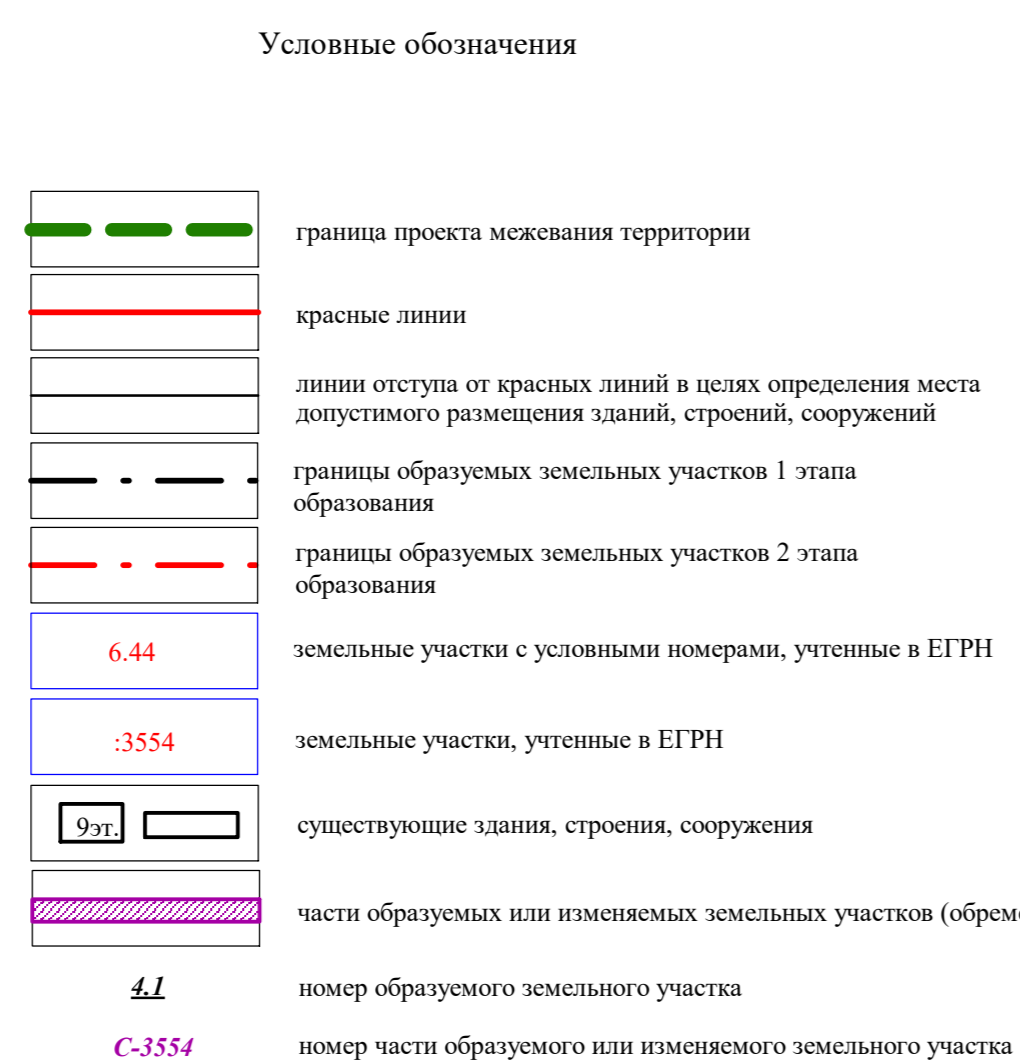 Условные обозначения
граница проекта межевания территории
красные линии
линии отступа от красных линий в целях определения места
допустимого размещения зданий, строений, сооружений
границы образуемых земельных участков 1 этапа
образования
границы образуемых земельных участков 2 этапа
образования
6.44 земельные участки с условными номерами, учтенные в ЕГРН
:3554 земельные участки, учтенные в ЕГРН
9эт. существующие здания, строения, сооружения
части образуемых или изменяемых земельных участков
4.1 номер образуемого земельного участка
С-3554 номер части образуемого или изменяемого земельного участка